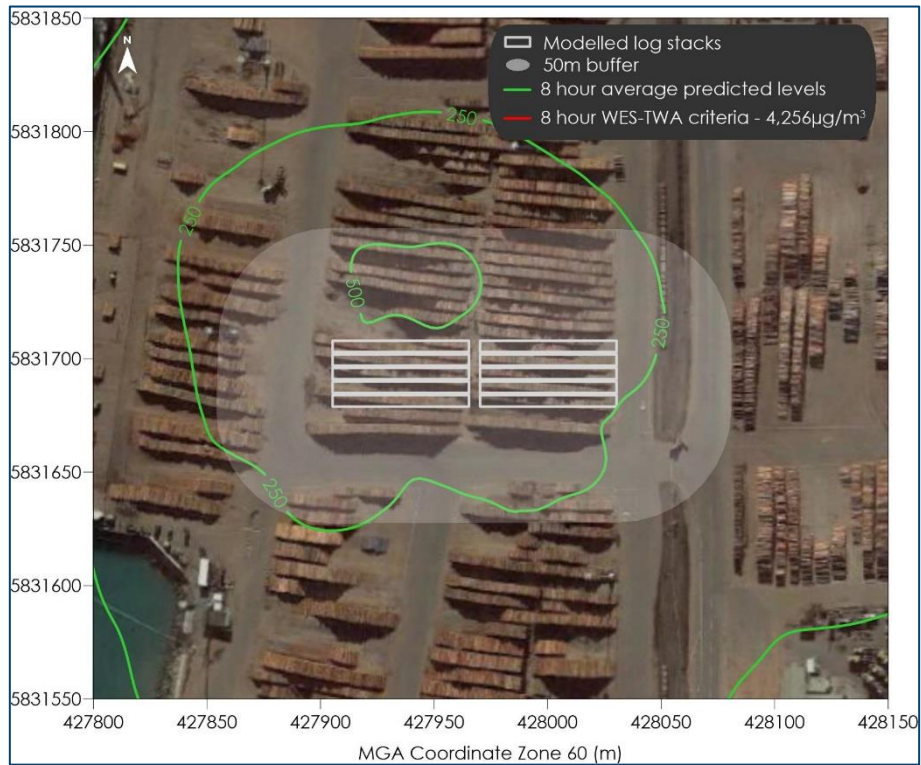 5831850
5831800
5831750
5831700
5831650
5831600
5831550
N
Modelled log stacks
50m buffer
8 hour average predicted levels
8 hour WES-TWA criteria - 4,256µg/m³
250
250
250
500
250
427800 427850 427900 427950 428000 428050 428100 428150
MGA Coordinate Zone 60 (m)